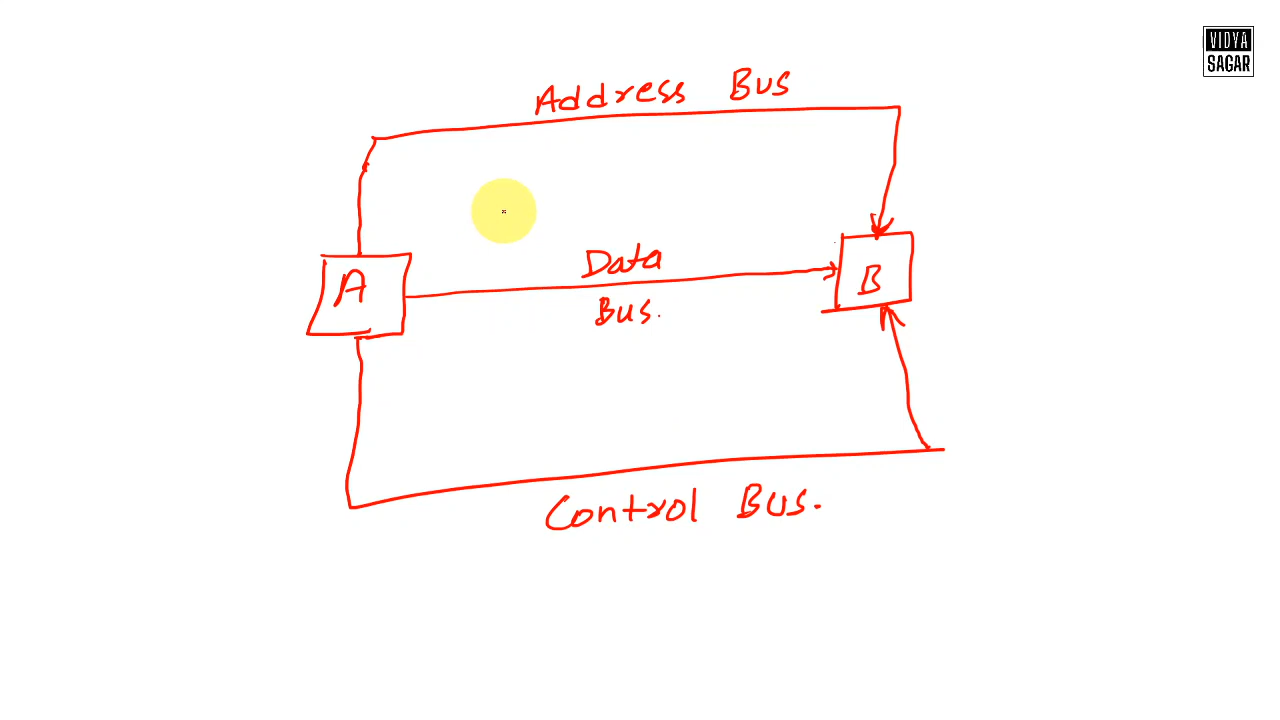 VIDYA
SAGAR
Address Bus
A
Data
Bus.
B
Control Bus.